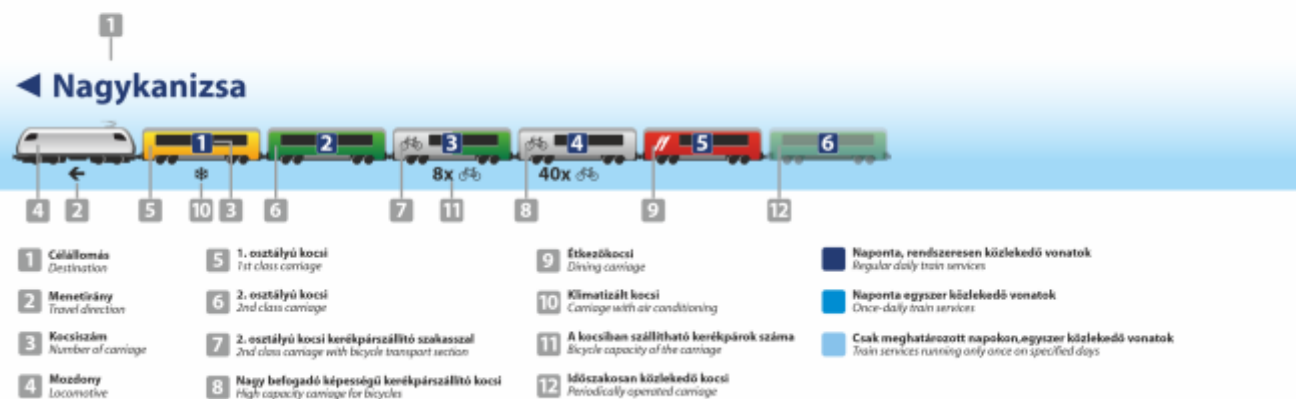 1
Nagykanizsa
1 2 3 4 5 6
8x 40x
4 2 5 10 3 6 7 11 8 9 12
1 Célállomás
Destination
2 Menetirány
Travel direction
3 Kocsiszám
Number of carriage
4 Mozdony
Locomotive
5 1. osztályú kocsi
1st class carriage
6 2. osztályú kocsi
2nd class carriage
7 2. osztályú kocsi kerékpárszállító szakasszal
2nd class carriage with bicycle transport section
8 Nagy befogadó képességű kerékpárszállító kocsi
High capacity carriage for bicycles
9 Étkezőkocsi
Dining carriage
10 Klimatizált kocsi
Carriage with air conditioning
11 A kocsiban szállítható kerékpárok száma
Bicycle capacity of the carriage
12 Időszakosan közlekedő kocsi
Periodically operated carriage
Naponta, rendszeresen közlekedő vonatok
Regular daily train services
Naponta egyszer közlekedő vonatok
Once-daily train services
Csak meghatározott napokon,egyszer közlekedő vonatok
Train services running only once on specified days